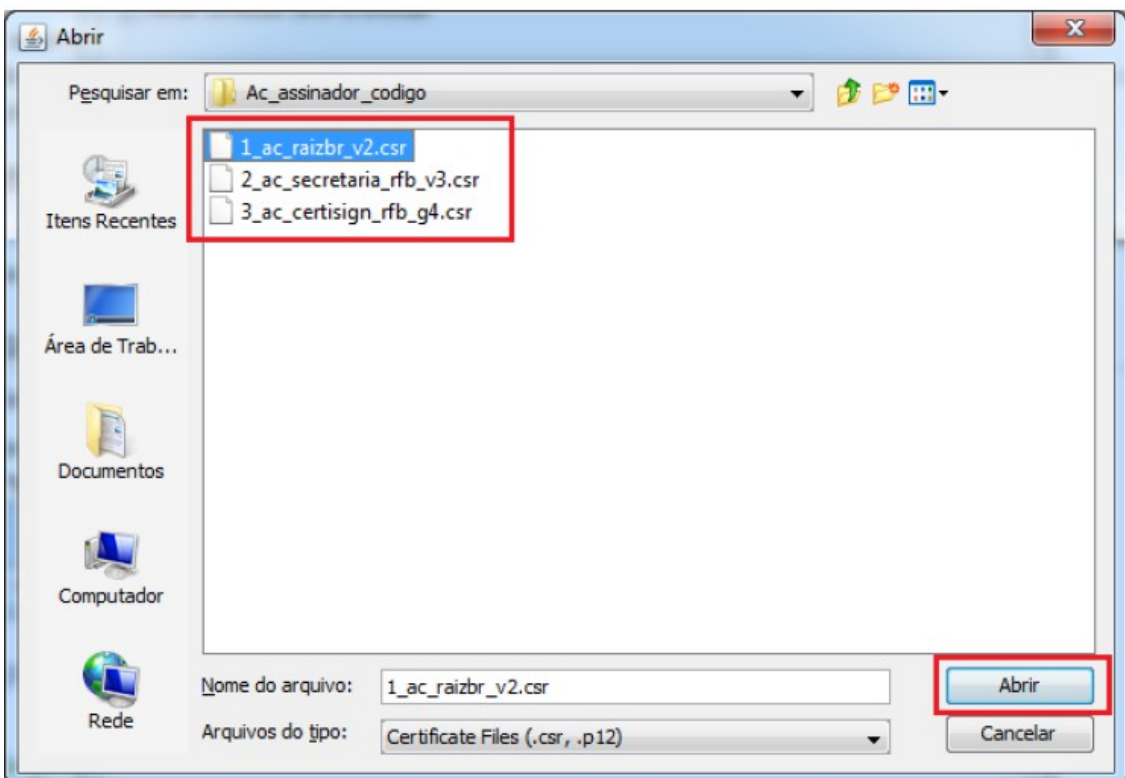 Abrir
Pesquisar em: Ac_assinador_codigo
1_ac_raizbr_v2.csr
2_ac_secretaria_rfb_v3.csr
3_ac_certisign_rfb_g4.csr
Itens Recentes
Área de Trab...
Documentos
Computador
Rede
Nome do arquivo: 1_ac_raizbr_v2.csr Abrir
Arquivos do tipo: Certificate Files (.csr, .p12) Cancelar